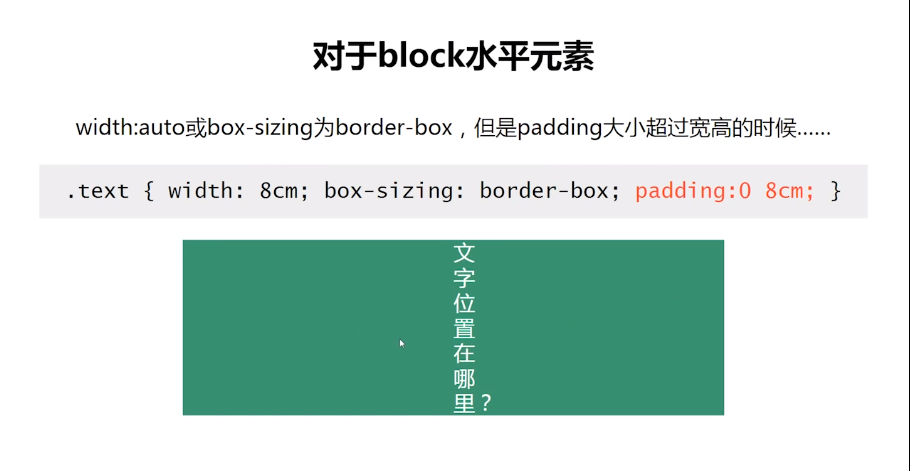 对于block水平元素
width:auto或box-sizing为border-box，但是padding大小超过宽高的时候……
.text { width: 8cm; box-sizing: border-box; padding:0 8cm; }
文
字
位
置
在
哪
里？